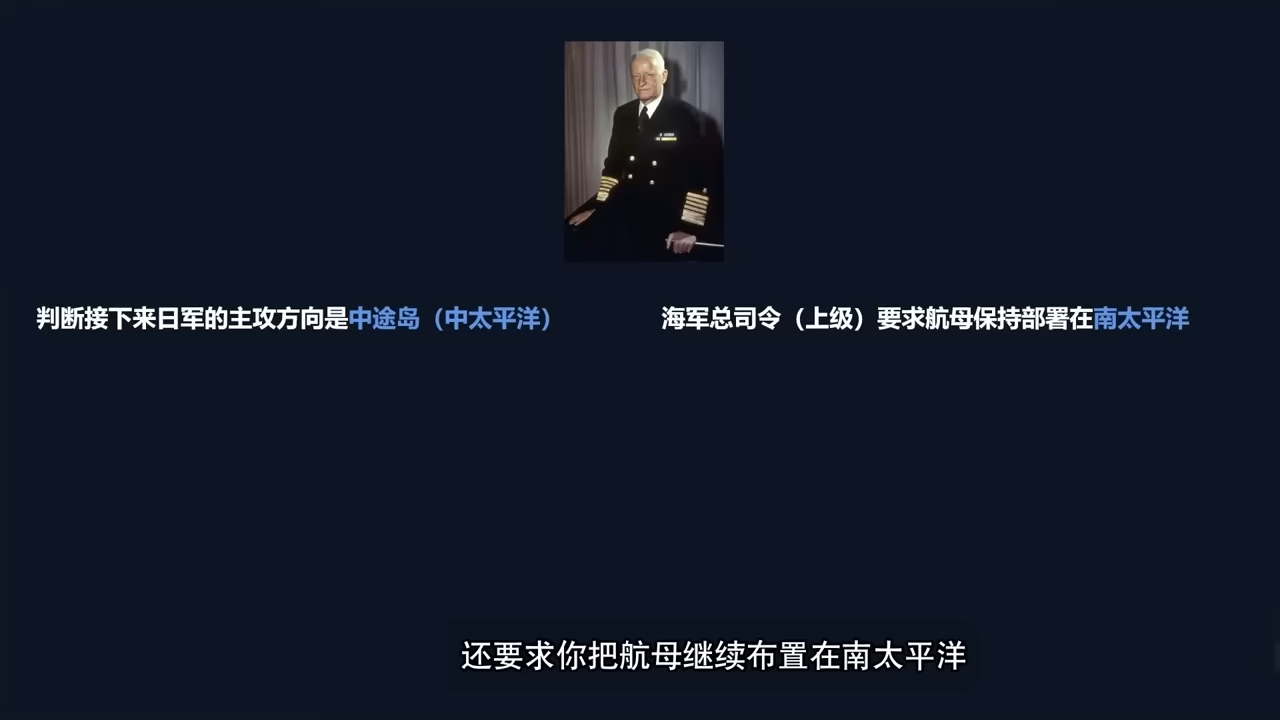 判断接下来日军的主攻方向是中途岛（中太平洋）
海军总司令（上级）要求航母保持部署在南太平洋
还要求你把航母继续布置在南太平洋